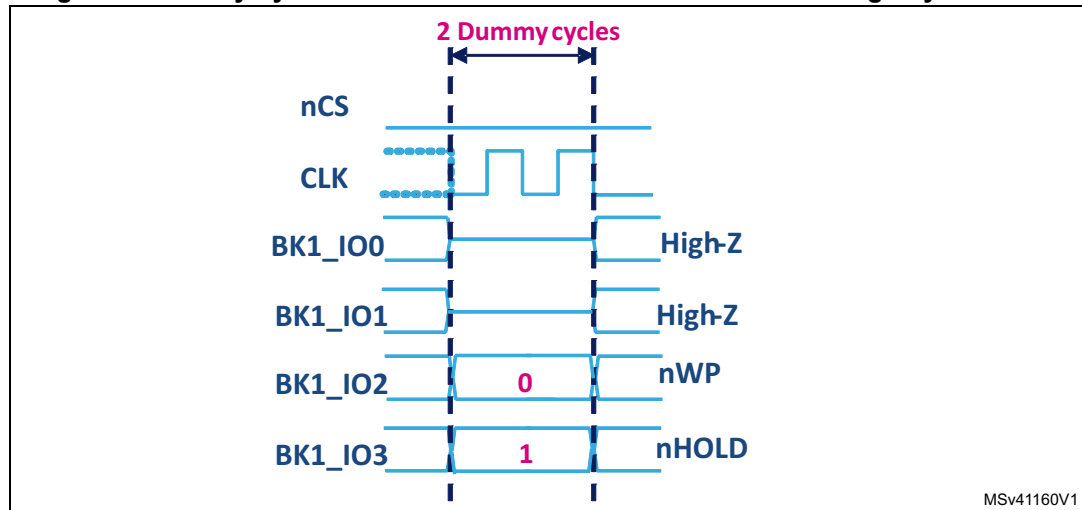 2 Dummy cycles
nCS
CLK
BK1_IO0 High-Z
BK1_IO1 High-Z
BK1_IO2 0 nWP
BK1_IO3 1 nHOLD
MSv41160V1